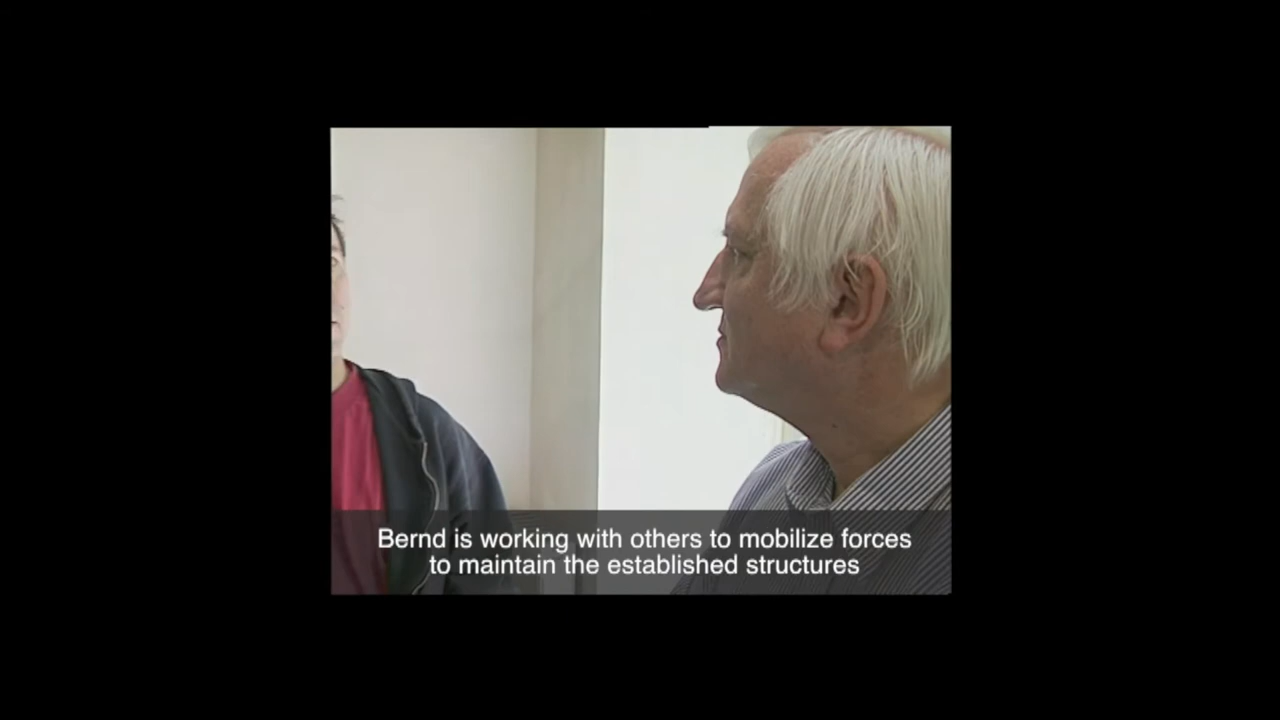 Bernd is working with others to mobilize forces
to maintain the established structures